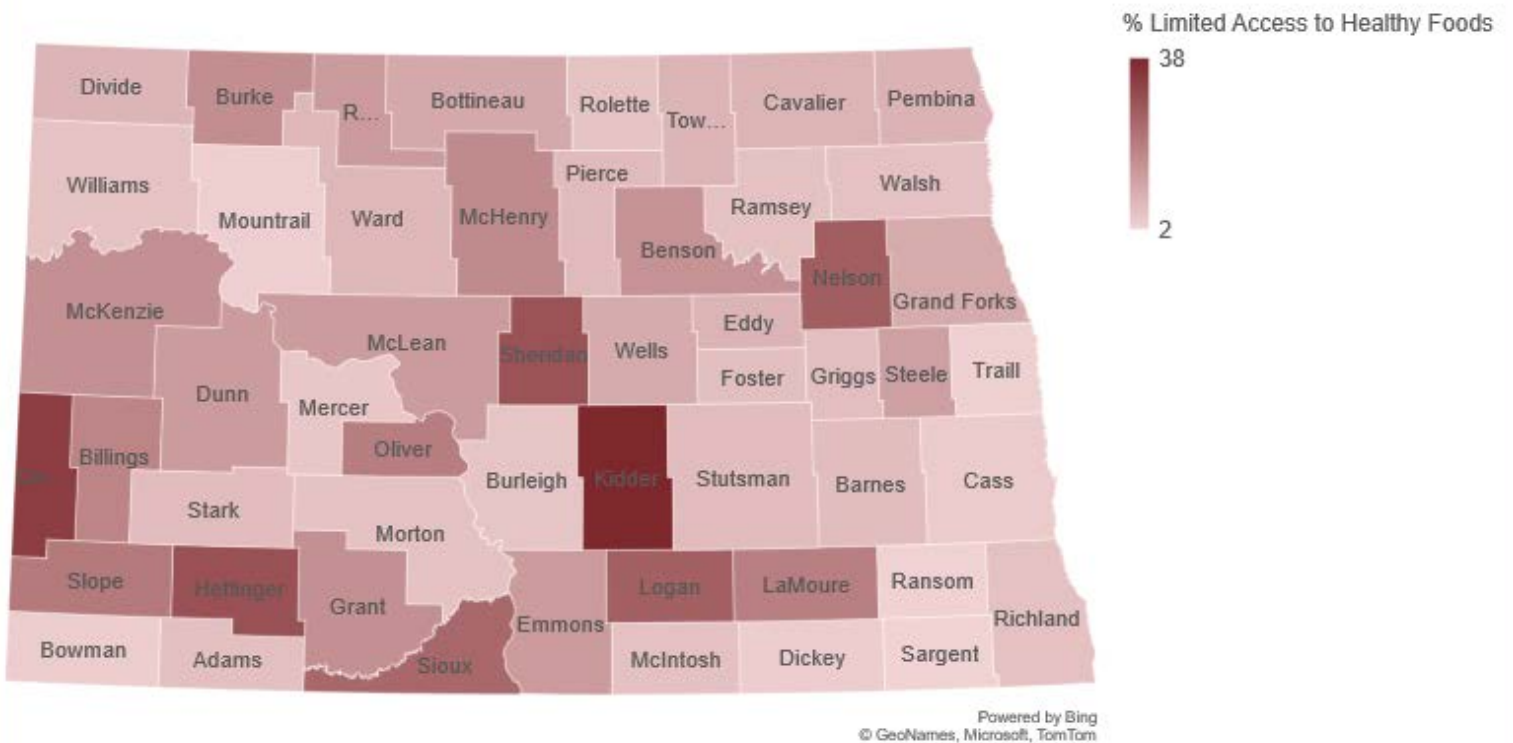 % Limited Access to Healthy Foods
38
2
Divide
Burke
R...
Bottineau
Rolette
Tow...
Cavalier
Pembina
Williams
Mountrail
Ward
McHenry
Pierce
Benson
Ramsey
Walsh
Nelson
Grand Forks
McKenzie
Dunn
McLean
Sheridan
Wells
Eddy
Foster
Griggs
Steele
Traill
Mercer
Oliver
Billings
Stark
Morton
Burleigh
Kidder
Stutsman
Barnes
Cass
Slope
Hettinger
Grant
Emmons
Logan
LaMoure
Ransom
Richland
Bowman
Adams
Sioux
McIntosh
Dickey
Sargent
Powered by Bing
© GeoNames, Microsoft, TomTom